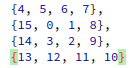 {4, 5, 6, 7},
{15, 0, 1, 8},
{14, 3, 2, 9},
{13, 12, 11, 10}